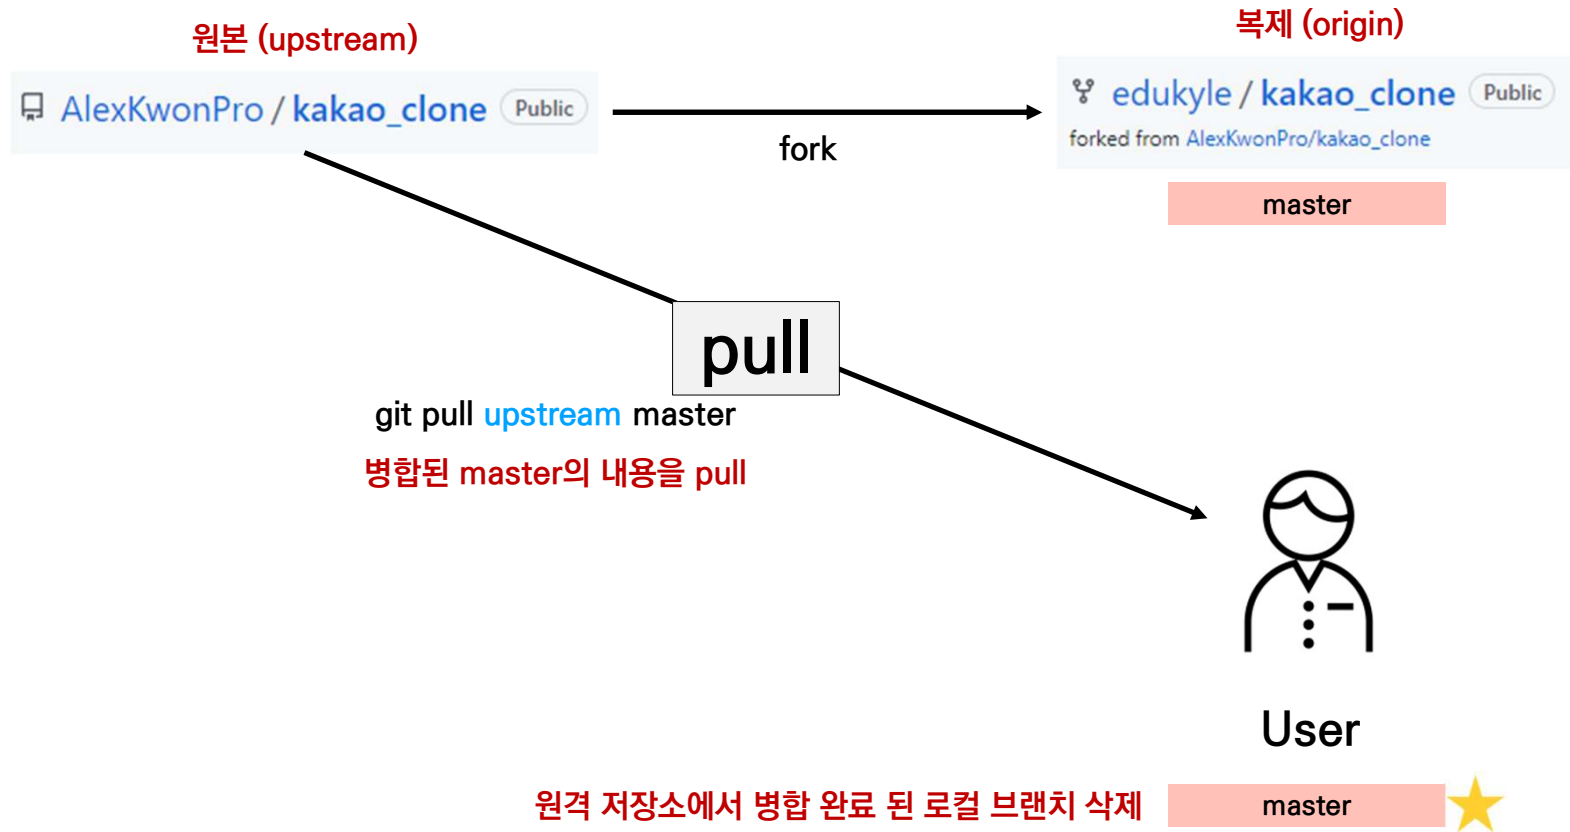 원본 (upstream)
복제 (origin)
AlexKwonPro / kakao_clone Public
edukyle / kakao_clone Public
forked from AlexKwonPro/kakao_clone
fork
master
pull
git pull upstream master
병합된 master의 내용을 pull
User
원격 저장소에서 병합 완료 된 로컬 브랜치 삭제
master